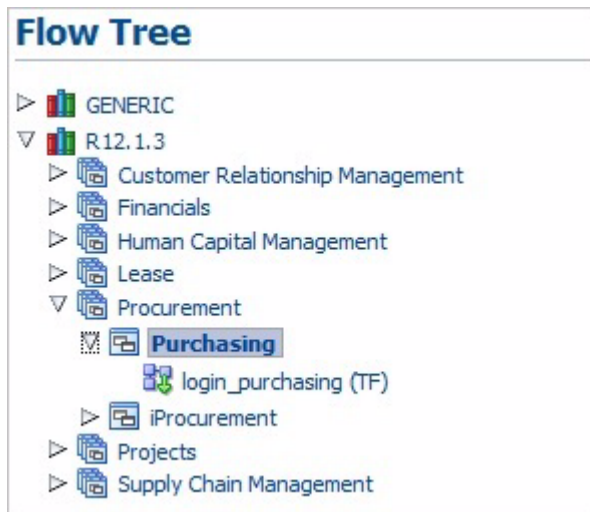 Flow Tree
GENERIC
R12.1.3
Customer Relationship Management
Financials
Human Capital Management
Lease
Procurement
Purchasing
login_purchasing (TF)
iProcurement
Projects
Supply Chain Management